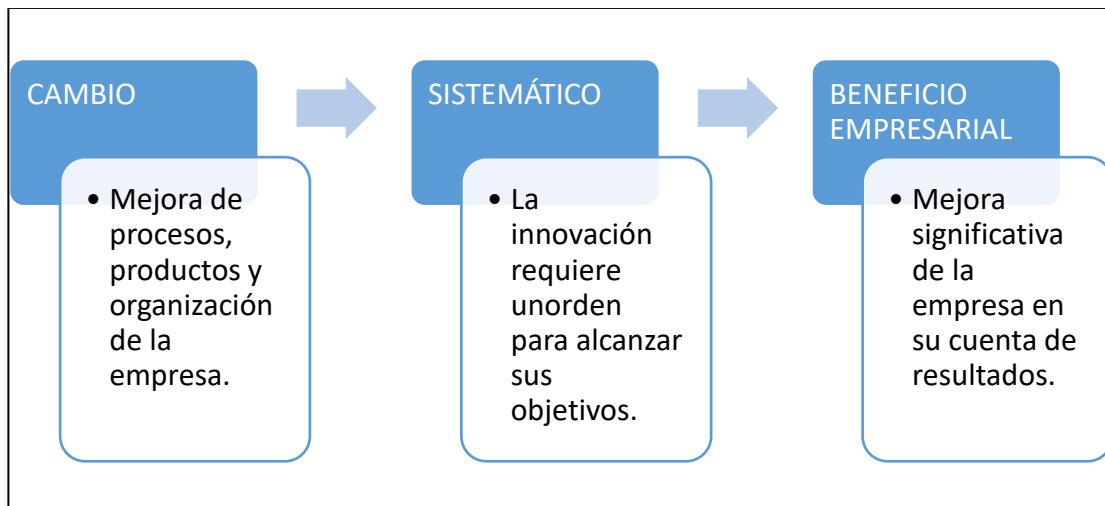 CAMBIO
• Mejora de
procesos,
productos y
organización
de la
empresa.
SISTEMÁTICO
• La
innovación
requiere
unorden
para alcanzar
sus
objetivos.
BENEFICIO
EMPRESARIAL
• Mejora
significativa
de la
empresa en
su cuenta de
resultados.